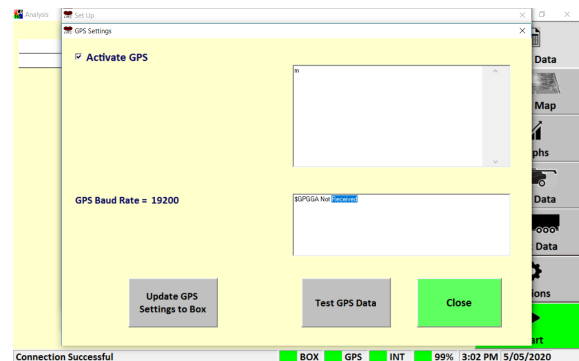 Analysis
Set Up
GPS Settings
Activate GPS
m
Data
Map
phs
GPS Baud Rate = 19200
$GPGGA Not Received
Data
Data
Update GPS
Settings to Box
Test GPS Data
Close
ions
art
Connection Successful BOX GPS INT 99% 3:02 PM 5/05/2020